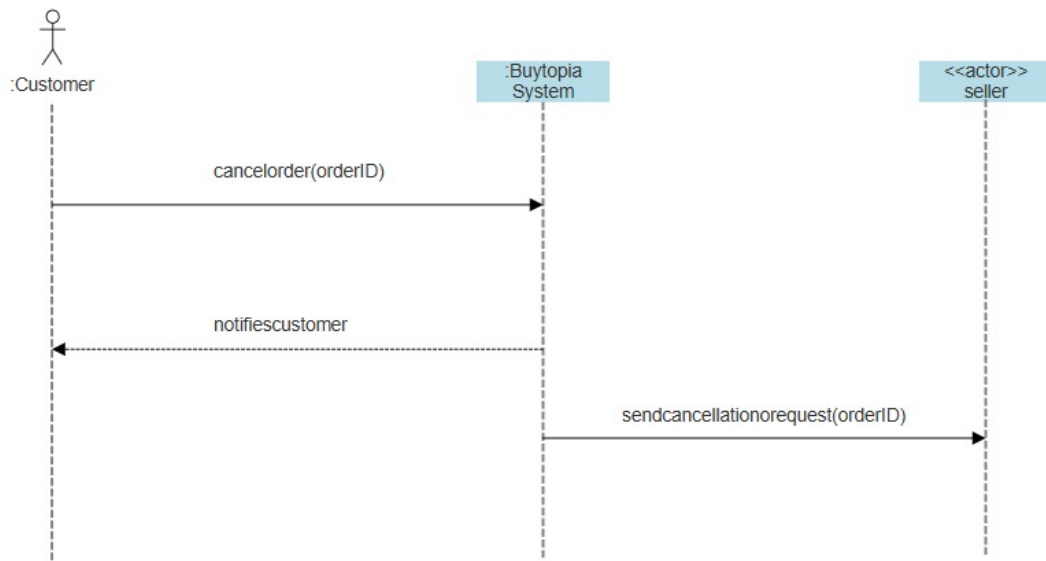 :Customer
:Buytopia
System
<<actor>>
seller
cancelorder(orderID)
notifiescustomer
sendcancellationorequest(orderID)